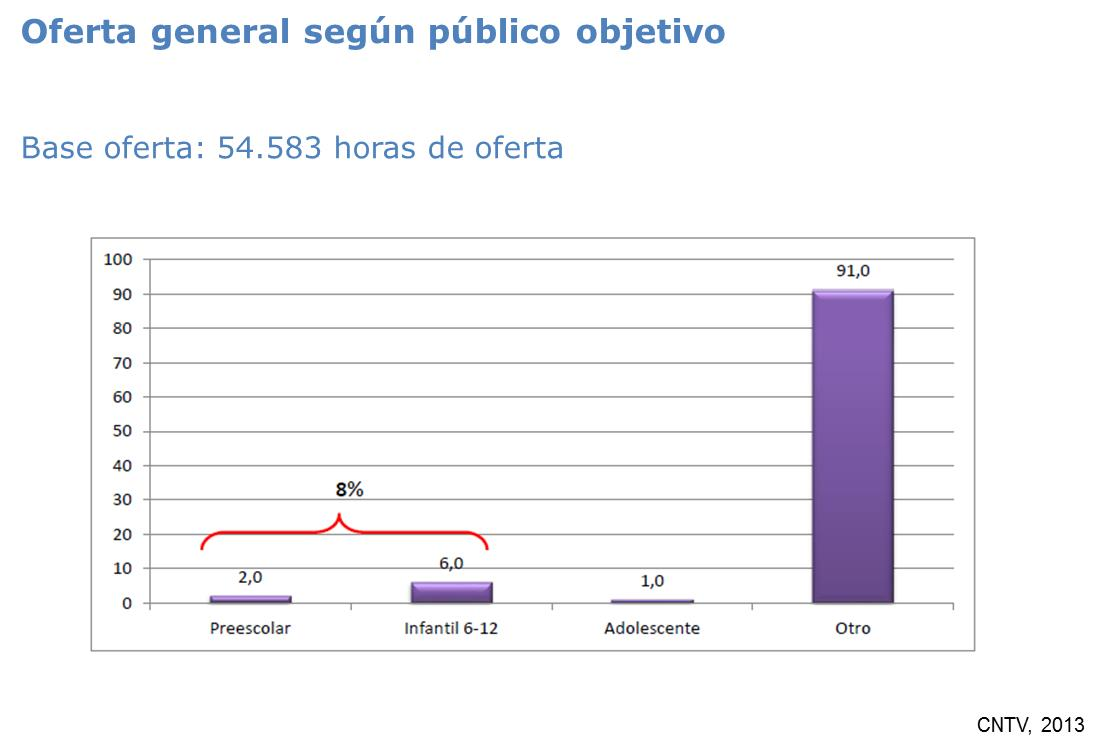 Oferta general según público objetivo
Base oferta: 54.583 horas de oferta
100
90
80
70
60
50
40
30
20
10
0
91,0
8%
2,0
6,0
1,0
Preescolar
Infantil 6-12
Adolescente
Otro
CNTV, 2013